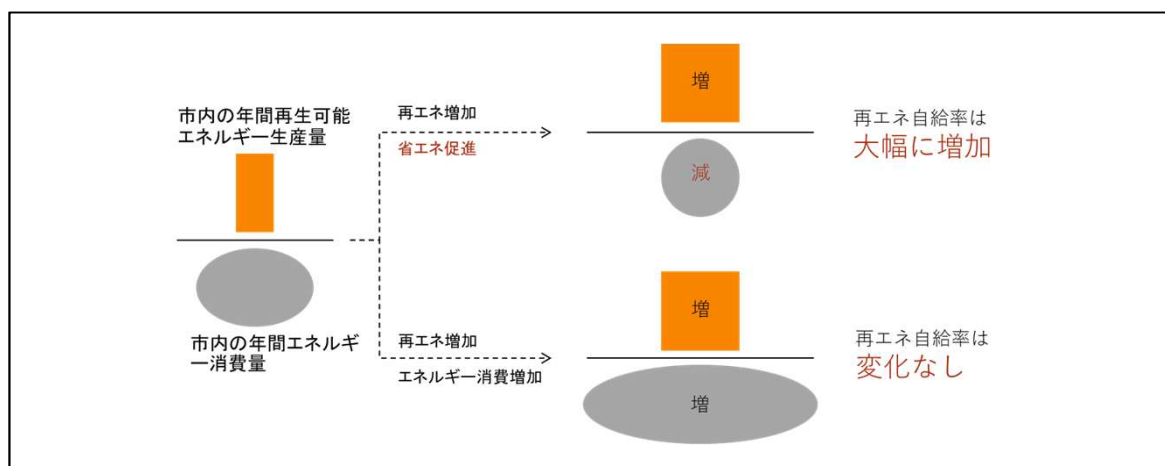 市内の年間再生可能
エネルギー生産量
市内の年間エネルギ
ー消費量
再エネ増加
省エネ促進
増
減
再エネ自給率は
大幅に増加
再エネ増加
エネルギー消費増加
増
増
再エネ自給率は
変化なし